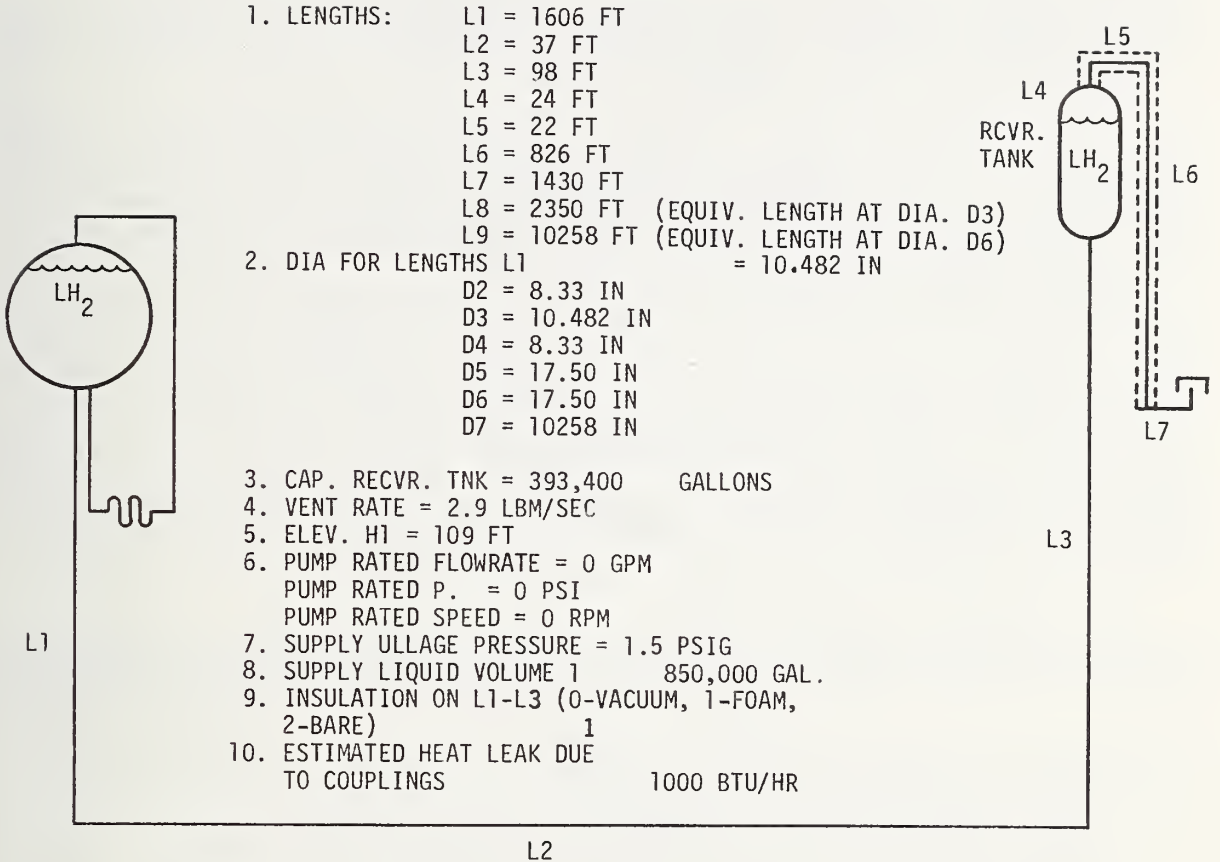 1. LENGTHS: L1 = 1606 FT
L2 = 37 FT
L3 = 98 FT
L4 = 24 FT
L5 = 22 FT
L6 = 826 FT
L7 = 1430 FT
L8 = 2350 FT (EQUIV. LENGTH AT DIA. D3)
L9 = 10258 FT (EQUIV. LENGTH AT DIA. D6)
2. DIA FOR LENGTHS L1 = 10.482 IN
D2 = 8.33 IN
D3 = 10.482 IN
D4 = 8.33 IN
D5 = 17.50 IN
D6 = 17.50 IN
D7 = 10258 IN
3. CAP. RECVR. TNK = 393,400 GALLONS
4. VENT RATE = 2.9 LBM/SEC
5. ELEV. H1 = 109 FT
6. PUMP RATED FLOWRATE = 0 GPM
PUMP RATED P. = 0 PSI
PUMP RATED SPEED = 0 RPM
7. SUPPLY ULLAGE PRESSURE = 1.5 PSIG
8. SUPPLY LIQUID VOLUME 1 850,000 GAL.
9. INSULATION ON L1-L3 (0-VACUUM, 1-FOAM,
2-BARE) 1
10. ESTIMATED HEAT LEAK DUE
TO COUPLINGS 1000 BTU/HR
LH2
L1
L2
L3
L4
RCVR.
TANK
LH2
L5
L6
L7